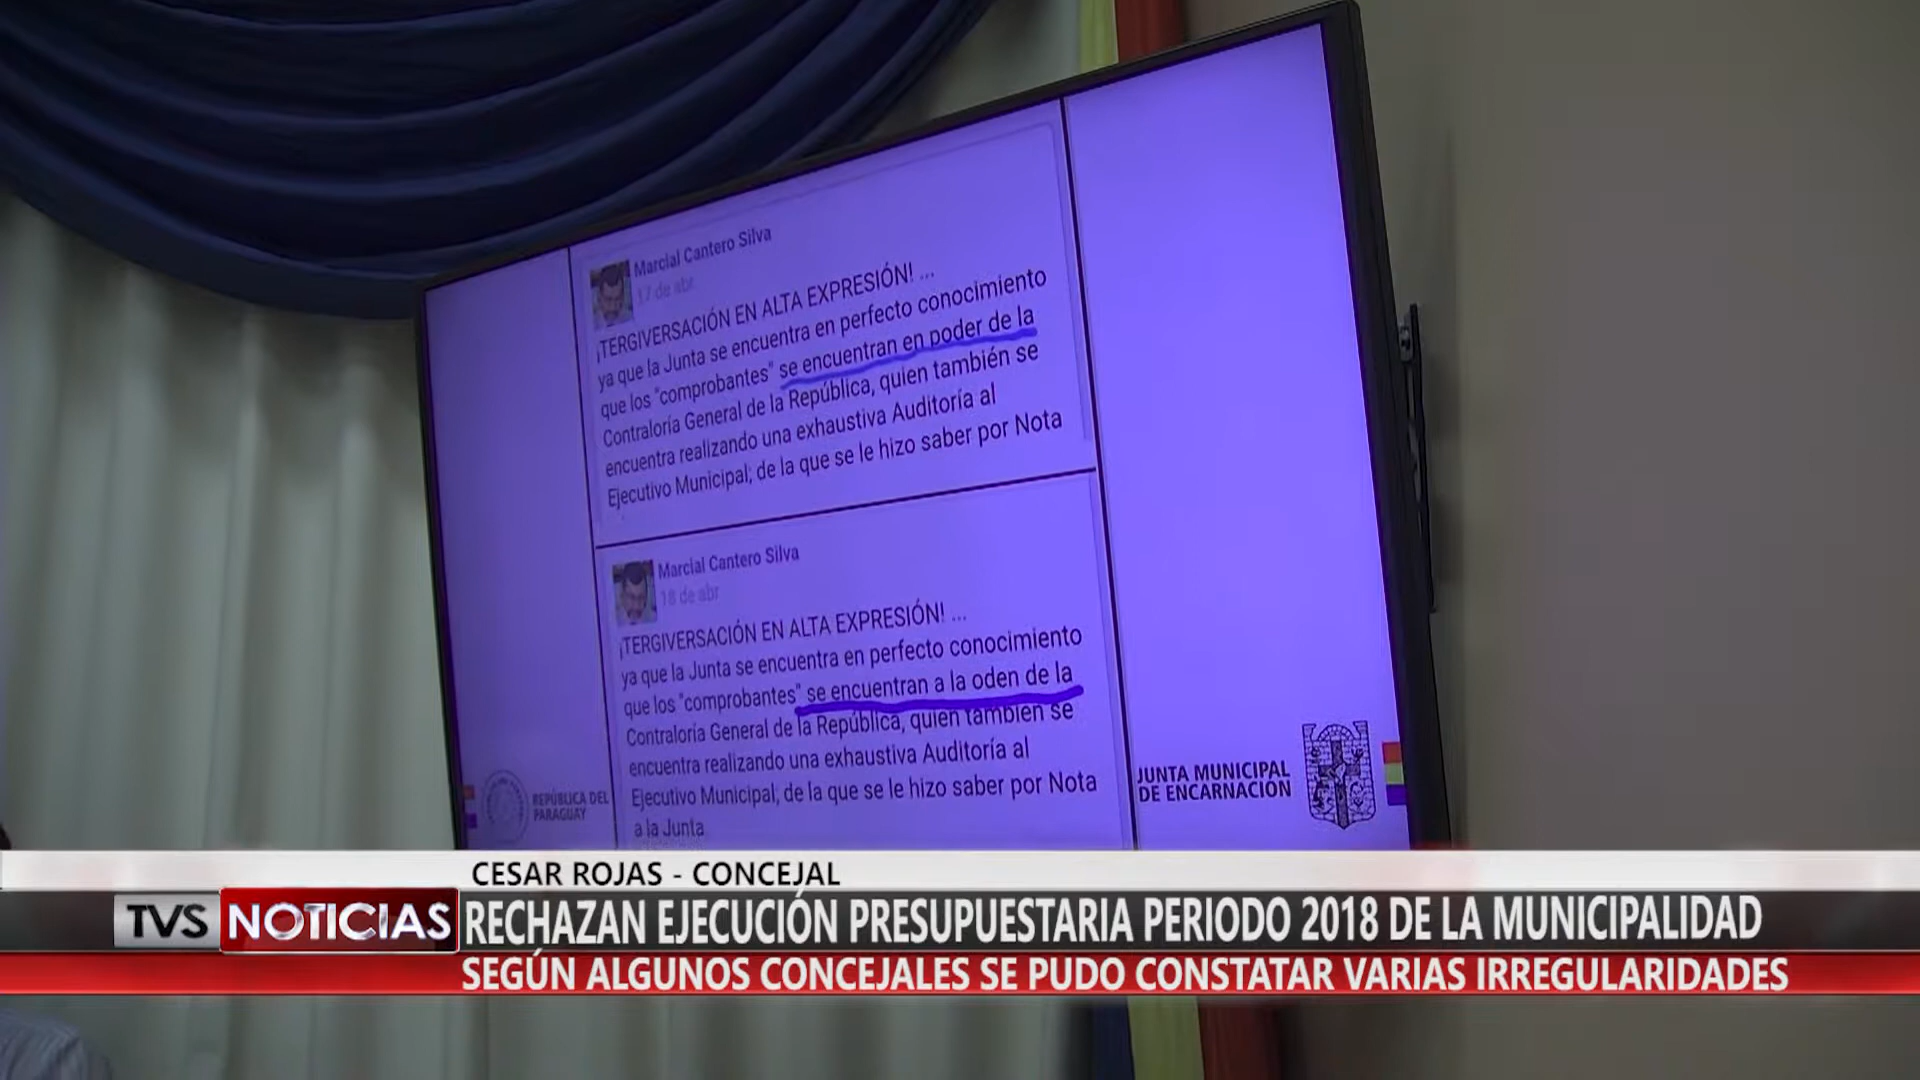 Marcial Cantero Silva
17 de abr
¡TERGIVERSACIÓN EN ALTA EXPRESIÓN! ...
ya que la Junta se encuentra en perfecto conocimiento
que los "comprobantes" se encuentran en poder de la
Contraloría General de la República, quien también se
encuentra realizando una exhaustiva Auditoría al
Ejecutivo Municipal; de la que se le hizo saber por Nota
Marcial Cantero Silva
18 de abr
¡TERGIVERSACIÓN EN ALTA EXPRESIÓN! ...
ya que la Junta se encuentra en perfecto conocimiento
que los "comprobantes" se encuentran a la oden de la
Contraloría General de la República, quien también se
encuentra realizando una exhaustiva Auditoría al
Ejecutivo Municipal; de la que se le hizo saber por Nota
a la Junta
REPÚBLICA DEL
PARAGUAY
JUNTA MUNICIPAL
DE ENCARNACION
CESAR ROJAS - CONCEJAL
TVS NOTICIAS
RECHAZAN EJECUCIÓN PRESUPUESTARIA PERIODO 2018 DE LA MUNICIPALIDAD
SEGÚN ALGUNOS CONCEJALES SE PUDO CONSTATAR VARIAS IRREGULARIDADES